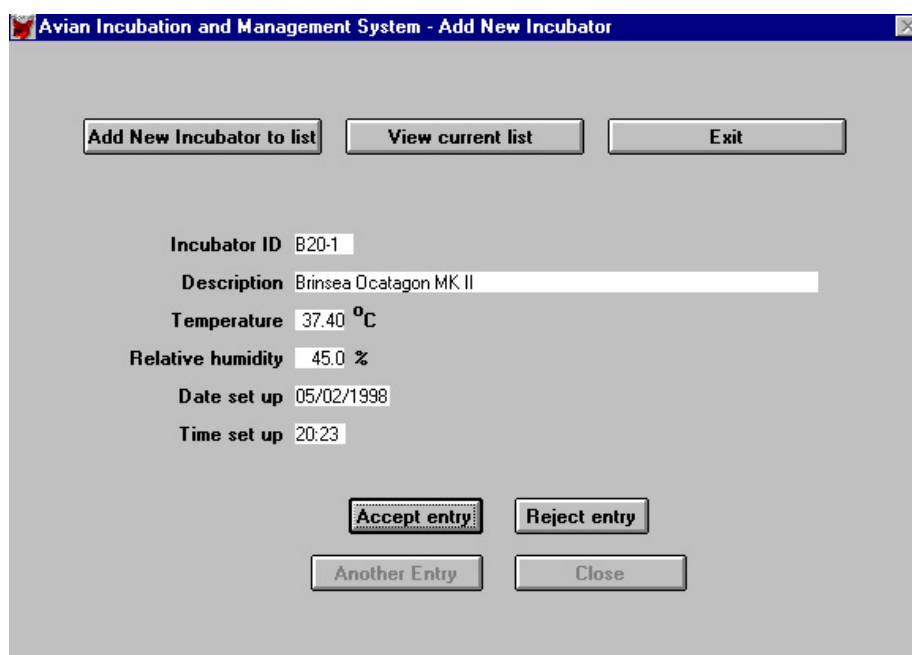 Avian Incubation and Management System - Add New Incubator
Add New Incubator to list View current list Exit
Incubator ID B20-1
Description Brinsea Ocatagon MK II
Temperature 37.40 °C
Relative humidity 45.0 %
Date set up 05/02/1998
Time set up 20:23
Accept entry Reject entry
Another Entry Close